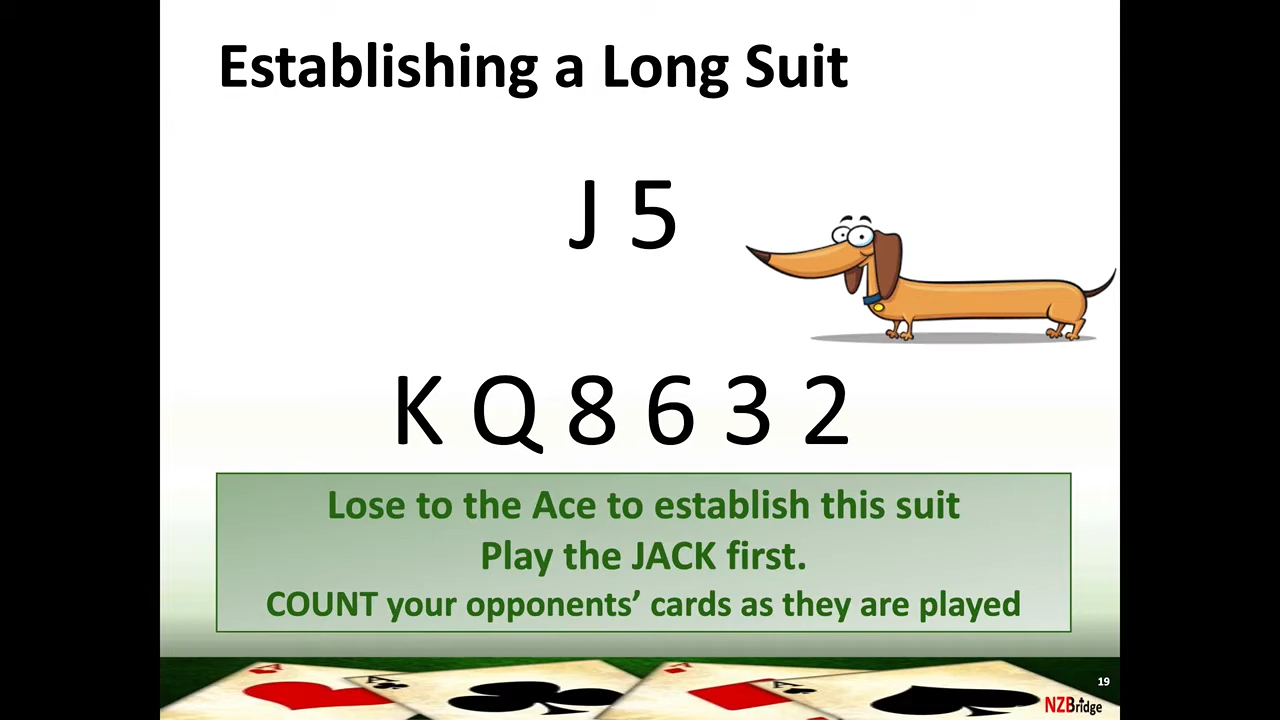 Establishing a Long Suit
J 5
K Q 8 6 3 2
Lose to the Ace to establish this suit
Play the JACK first.
COUNT your opponents’ cards as they are played
19
NZBridge